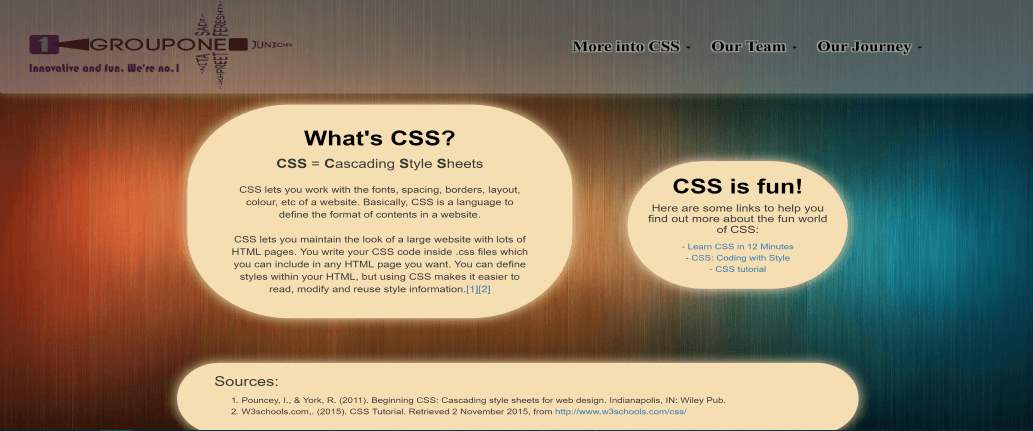 1 GROUPONE JUNIOR
Innovative and fun. We're no.1
More into CSS - Our Team - Our Journey -
What's CSS?
CSS = Cascading Style Sheets
CSS lets you work with the fonts, spacing, borders, layout,
colour, etc of a website. Basically, CSS is a language to
define the format of contents in a website.
CSS lets you maintain the look of a large website with lots of
HTML pages. You write your CSS code inside .css files which
you can include in any HTML page you want. You can define
styles within your HTML, but using CSS makes it easier to
read, modify and reuse style information.[1][2]
CSS is fun!
Here are some links to help you
find out more about the fun world
of CSS:
- Learn CSS in 12 Minutes
- CSS: Coding with Style
- CSS tutorial
Sources:
1. Pouncey, I., & York, R. (2011). Beginning CSS: Cascading style sheets for web design. Indianapolis, IN: Wiley Pub.
2. W3schools.com,. (2015). CSS Tutorial. Retrieved 2 November 2015, from http://www.w3schools.com/css/